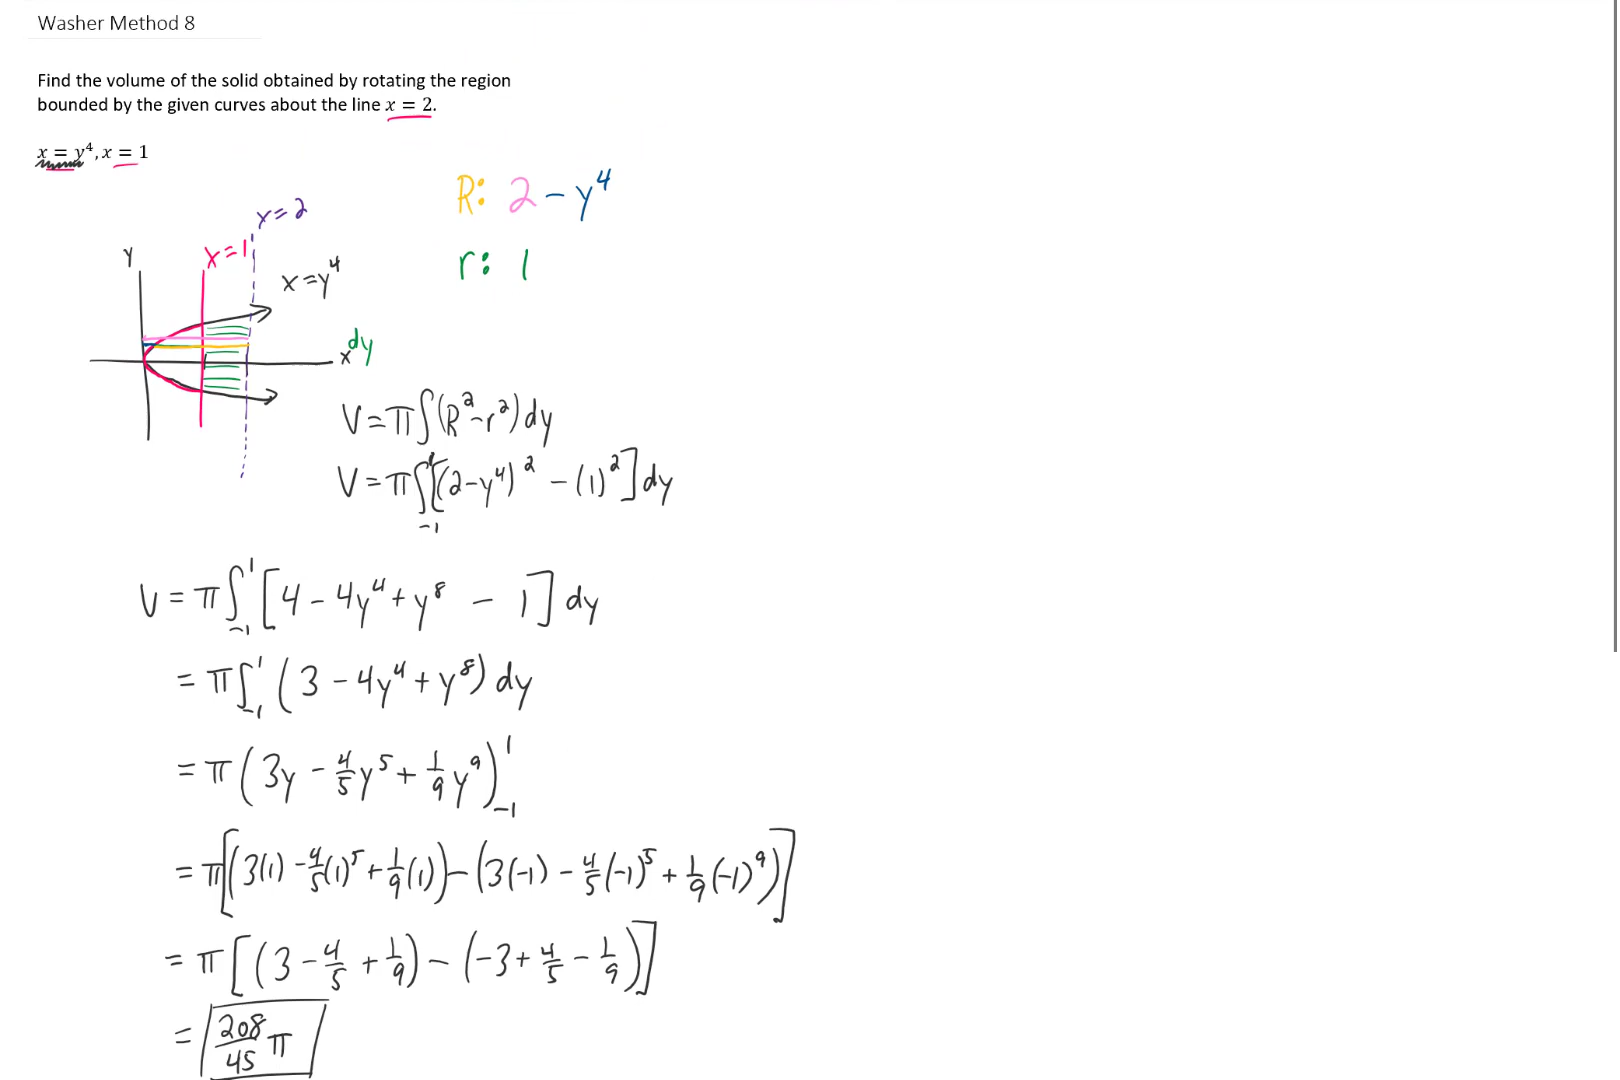 Washer Method 8
Find the volume of the solid obtained by rotating the region
bounded by the given curves about the line x = 2.
x = y⁴, x = 1
R: 2 - y⁴
r: 1
x=2
x=1
Y
x=y⁴
x
dy
V=π∫(R²-r²)dy
V=π∫₋₁¹[(2-y⁴)² - (1)²]dy
V=π∫₋₁¹[4-4y⁴+y⁸ - 1]dy
= π∫₋₁¹(3-4y⁴+y⁸)dy
= π(3y - 4/5 y⁵ + 1/9 y⁹)₋₁¹
= π[(3(1) - 4/5(1)⁵ + 1/9(1)) - (3(-1) - 4/5(-1)⁵ + 1/9(-1)⁹)]
= π[(3 - 4/5 + 1/9) - (-3 + 4/5 - 1/9)]
= 208/45 π